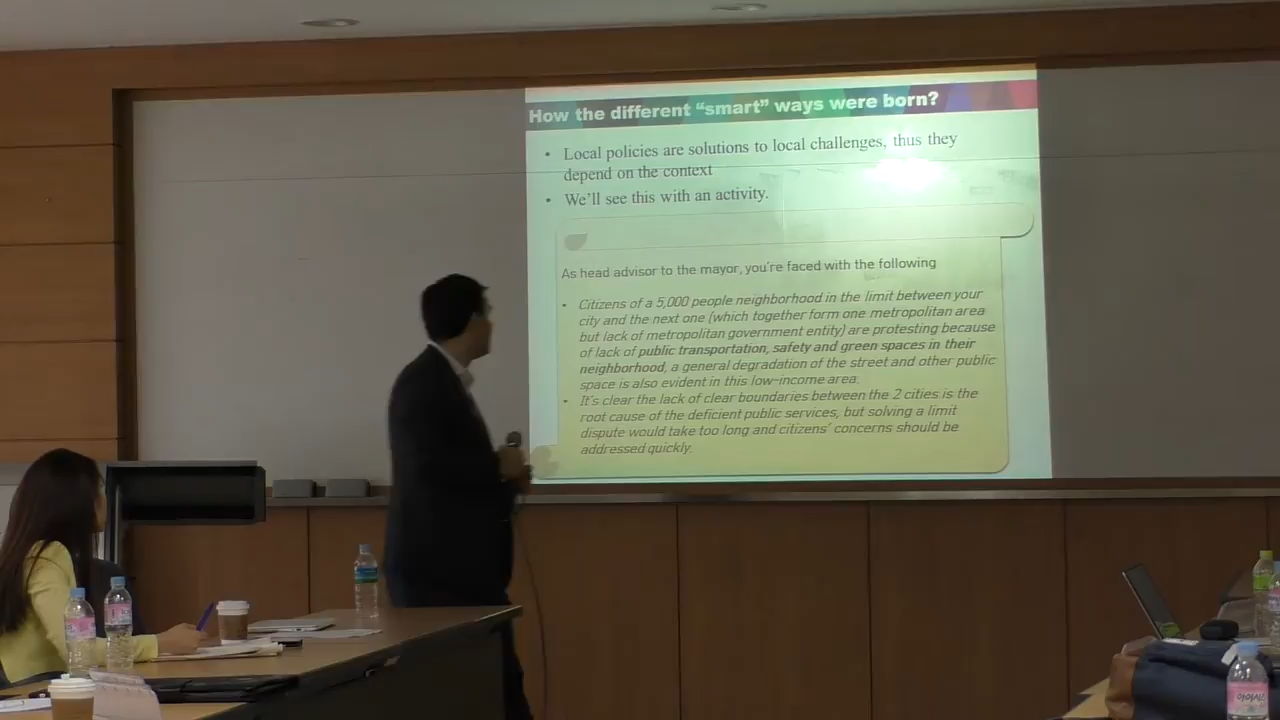 How the different “smart” ways were born?
• Local policies are solutions to local challenges, thus they
depend on the context
• We’ll see this with an activity.
As head advisor to the mayor, you’re faced with the following
• Citizens of a 5,000 people neighborhood in the limit between your
city and the next one (which together form one metropolitan area
but lack of metropolitan government entity) are protesting because
of lack of public transportation, safety and green spaces in their
neighborhood, a general degradation of the street and other public
space is also evident in this low-income area.
• It’s clear the lack of clear boundaries between the 2 cities is the
root cause of the deficient public services, but solving a limit
dispute would take too long and citizens’ concerns should be
addressed quickly.